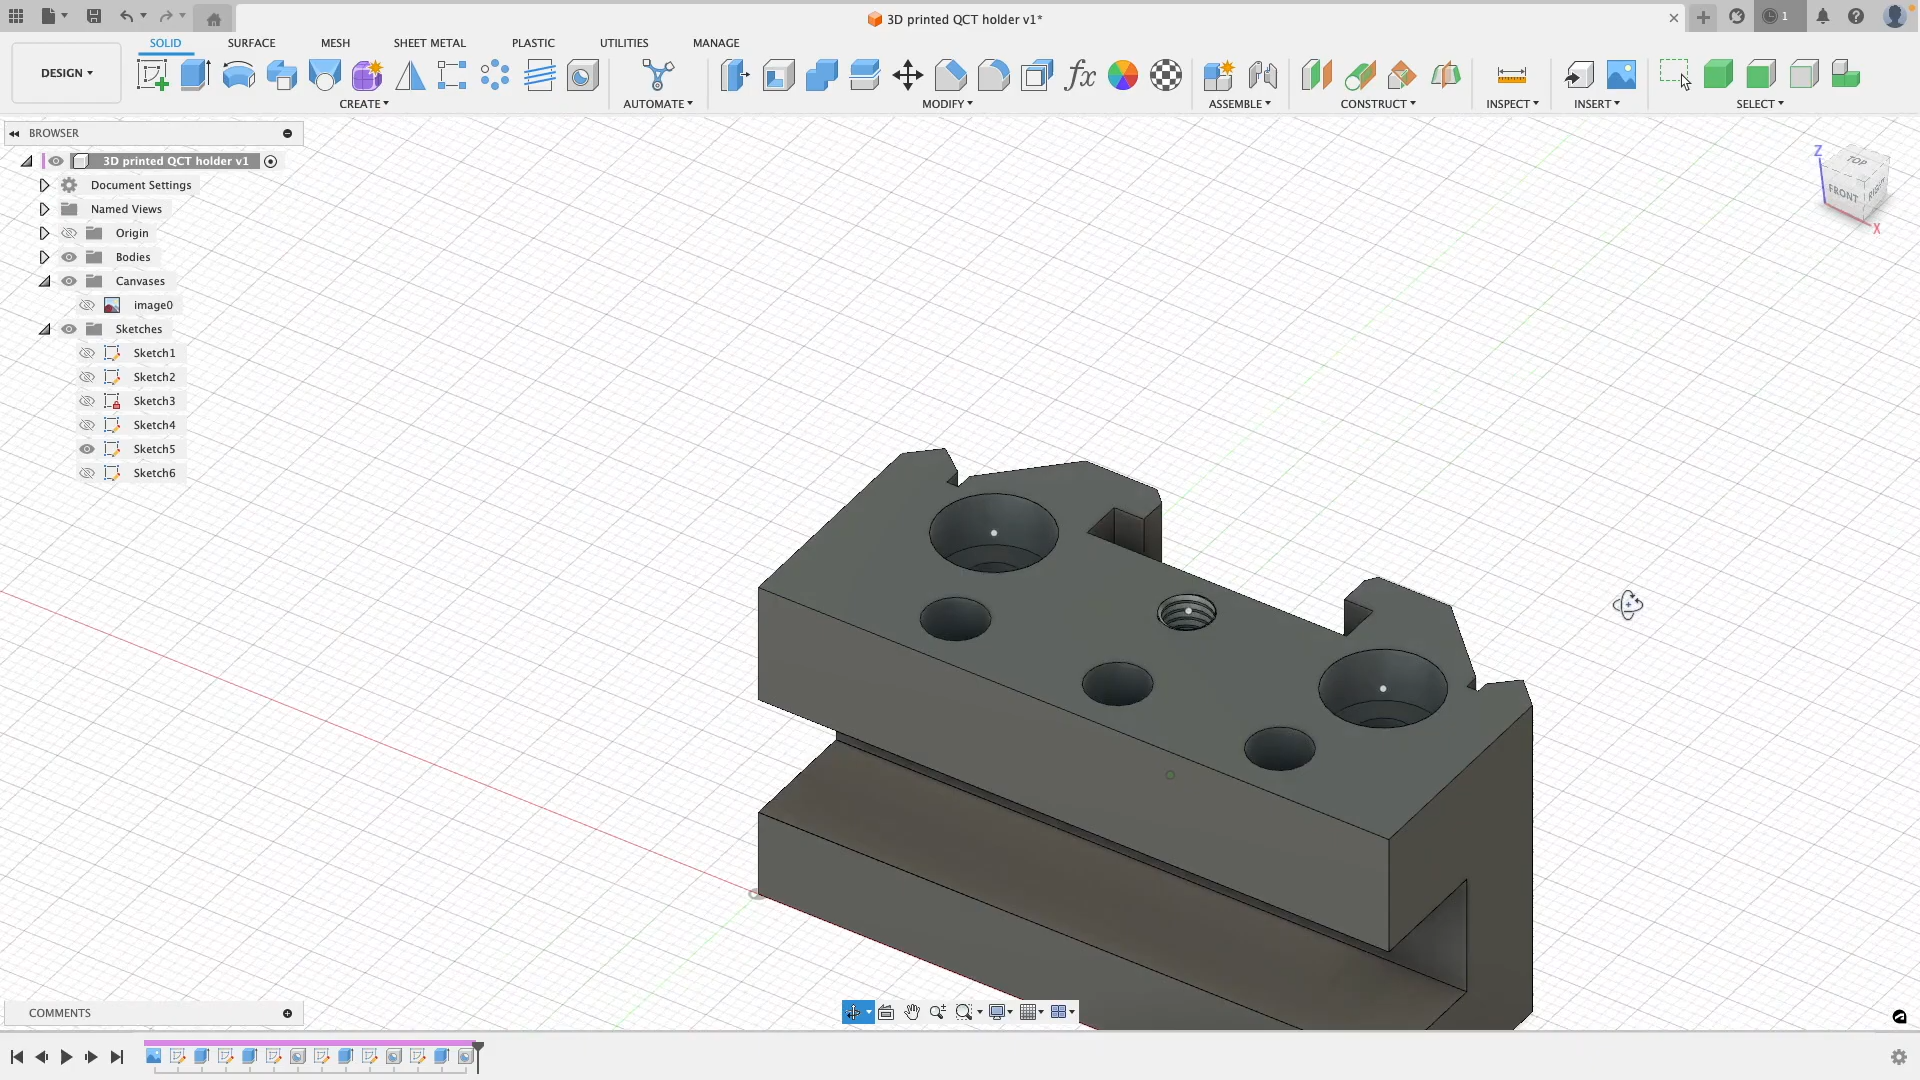 3D printed QCT holder v1*
1
SOLID SURFACE MESH SHEET METAL PLASTIC UTILITIES MANAGE
DESIGN
fx
CREATE AUTOMATE MODIFY ASSEMBLE CONSTRUCT INSPECT INSERT SELECT
BROWSER
3D printed QCT holder v1
Document Settings
Named Views
Origin
Bodies
Canvases
image0
Sketches
Sketch1
Sketch2
Sketch3
Sketch4
Sketch5
Sketch6
Z
TOP
FRONT RIGHT
X
COMMENTS